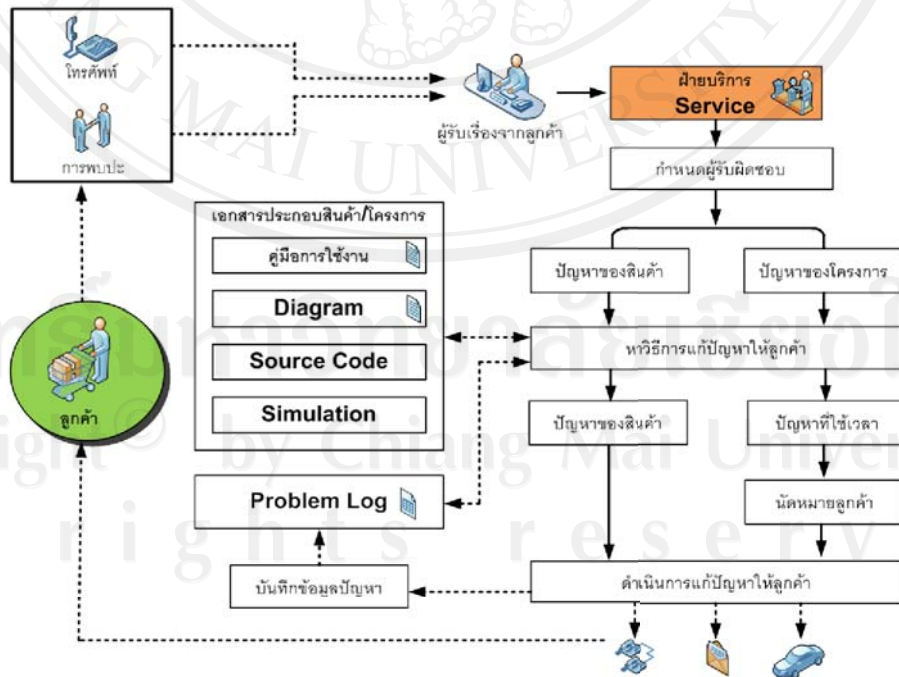 โทรศัพท์
การพบปะ
ผู้รับเรื่องจากลูกค้า
ฝ่ายบริการ
Service
กำหนดผู้รับผิดชอบ
เอกสารประกอบสินค้า/โครงการ
คู่มือการใช้งาน
Diagram
Source Code
Simulation
ปัญหาของสินค้า
ปัญหาของโครงการ
หาวิธีการแก้ปัญหาให้ลูกค้า
ลูกค้า
ปัญหาของสินค้า
ปัญหาที่ใช้เวลา
Problem Log
นัดหมายลูกค้า
บันทึกข้อมูลปัญหา
ดำเนินการแก้ปัญหาให้ลูกค้า
NG MAI UNIVERSITY
right© by Chiang Mai Univer
rights reserv